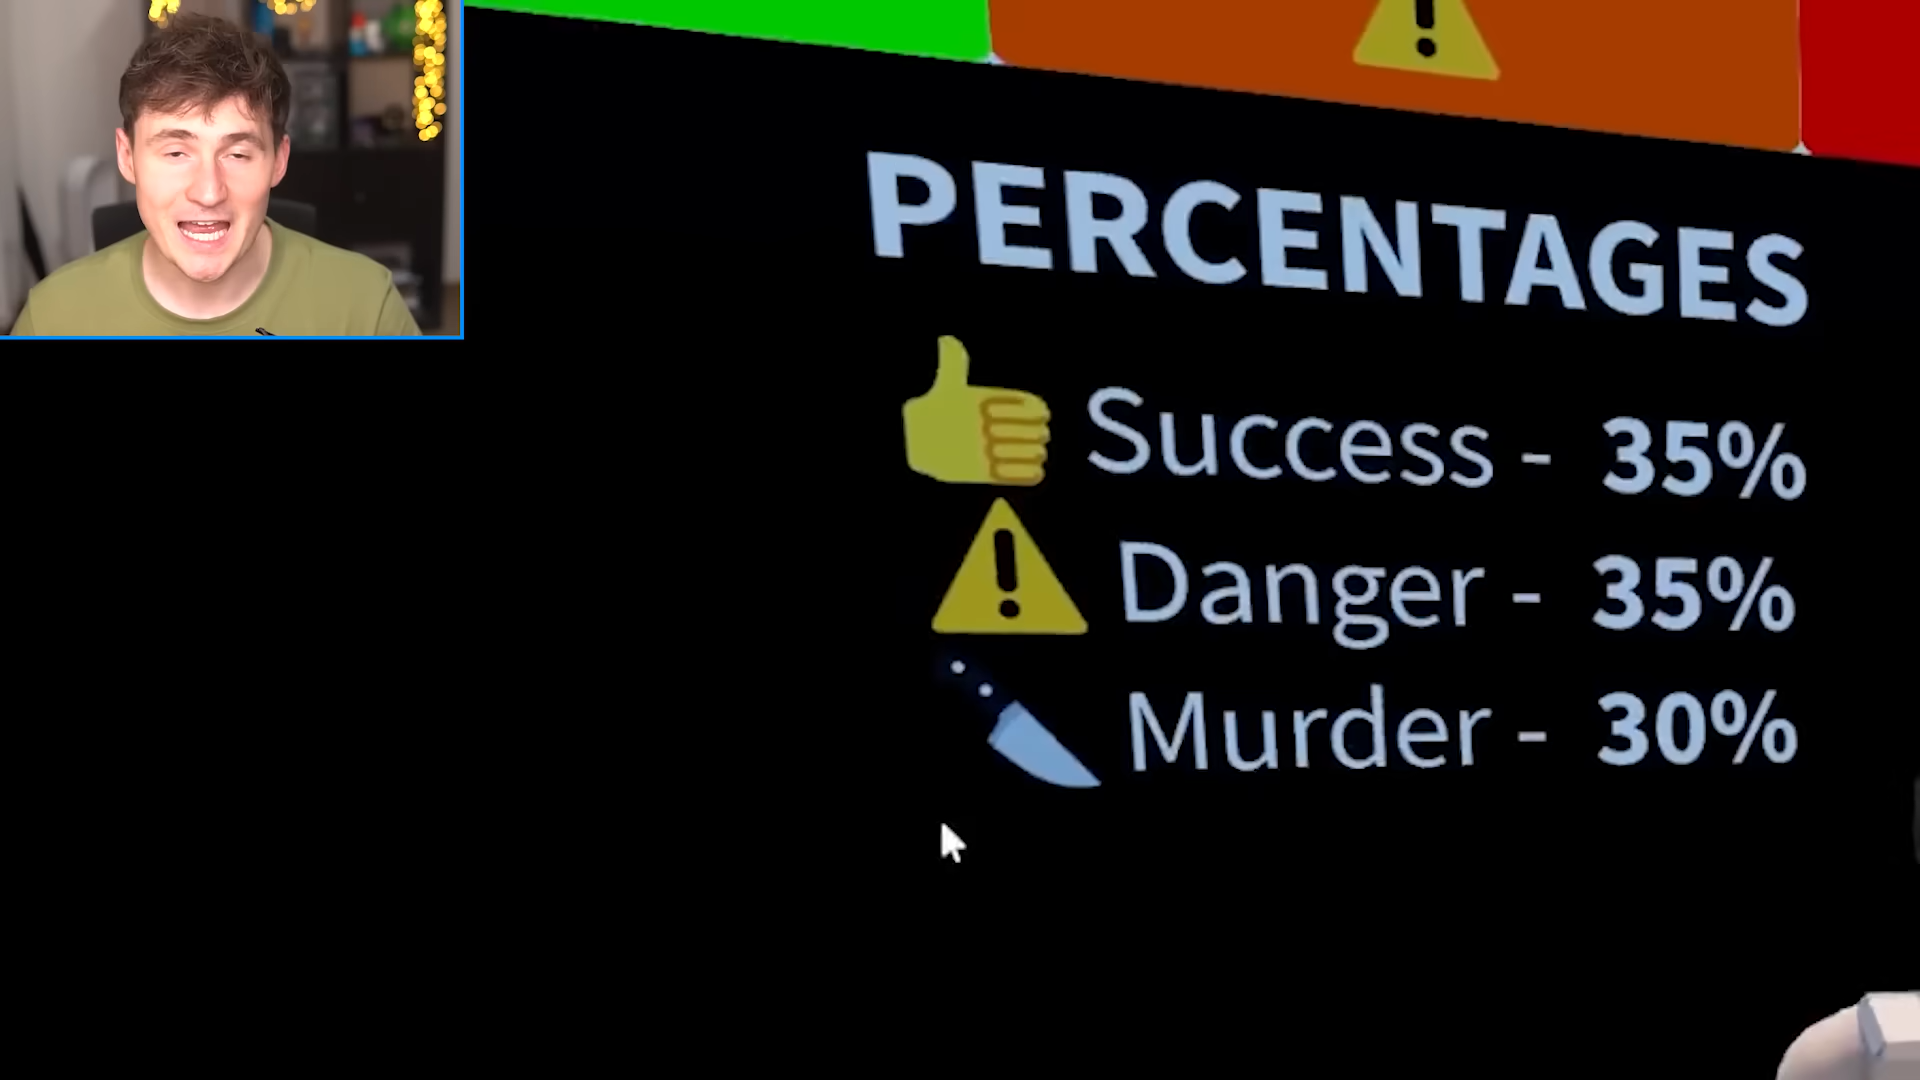 PERCENTAGES
👍 Success - 35%
⚠️ Danger - 35%
🔪 Murder - 30%